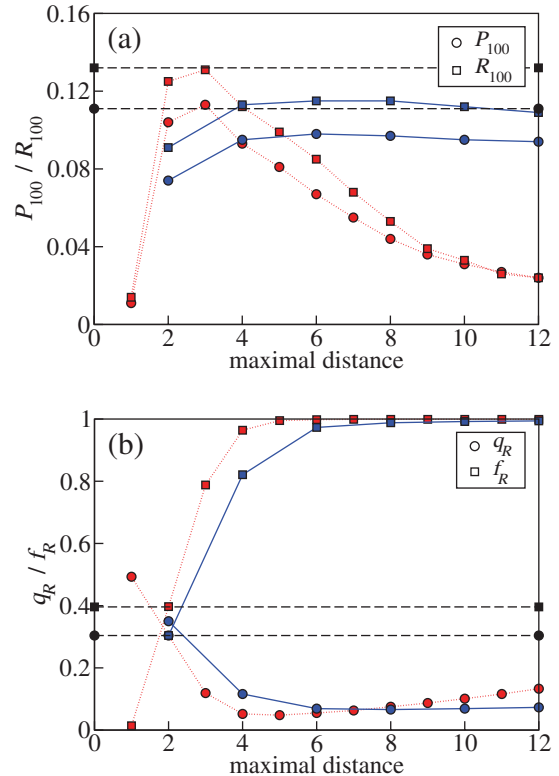 0.16
(a)
P100
R100
0.12
0.08
0.04
0
P100 / R100
0 2 4 6 8 10 12
maximal distance
1
(b)
qR
fR
0.8
0.6
0.4
0.2
0
qR / fR
0 2 4 6 8 10 12
maximal distance